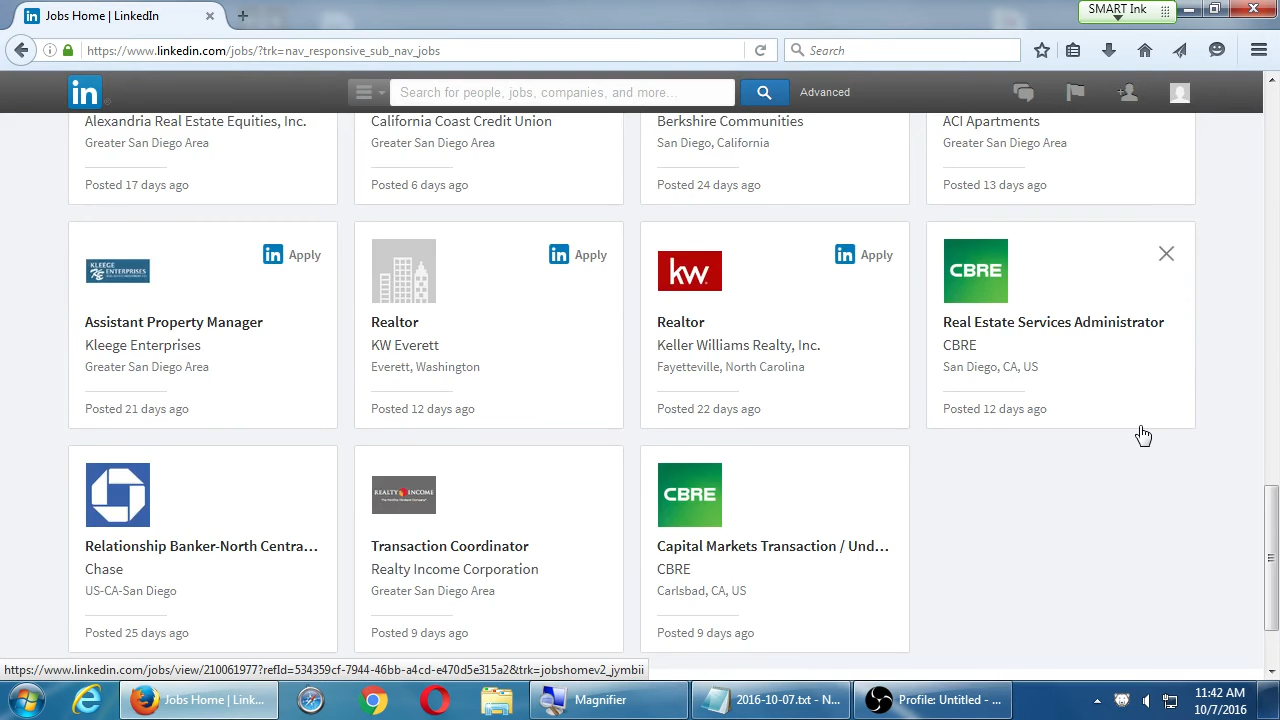 Jobs Home | LinkedIn
SMART Ink
https://www.linkedin.com/jobs/?trk=nav_responsive_sub_nav_jobs
Search
in
Search for people, jobs, companies, and more...
Advanced
Alexandria Real Estate Equities, Inc.
Greater San Diego Area
Posted 17 days ago
California Coast Credit Union
Greater San Diego Area
Posted 6 days ago
Berkshire Communities
San Diego, California
Posted 24 days ago
ACI Apartments
Greater San Diego Area
Posted 13 days ago
KLEEGE
ENTERPRISES
in Apply
Assistant Property Manager
Kleege Enterprises
Greater San Diego Area
Posted 21 days ago
in Apply
Realtor
KW Everett
Everett, Washington
Posted 12 days ago
kw
in Apply
Realtor
Keller Williams Realty, Inc.
Fayetteville, North Carolina
Posted 22 days ago
CBRE
Real Estate Services Administrator
CBRE
San Diego, CA, US
Posted 12 days ago
Relationship Banker-North Centra...
Chase
US-CA-San Diego
Posted 25 days ago
REALTY INCOME
Transaction Coordinator
Realty Income Corporation
Greater San Diego Area
Posted 9 days ago
CBRE
Capital Markets Transaction / Und...
CBRE
Carlsbad, CA, US
Posted 9 days ago
https://www.linkedin.com/jobs/view/210061977?refId=534359cf-7944-46bb-a4cd-e470d5e315a2&trk=jobshomev2_jymbii
Jobs Home | Link...
Magnifier
2016-10-07.txt - N...
Profile: Untitled - ...
11:42 AM
10/7/2016